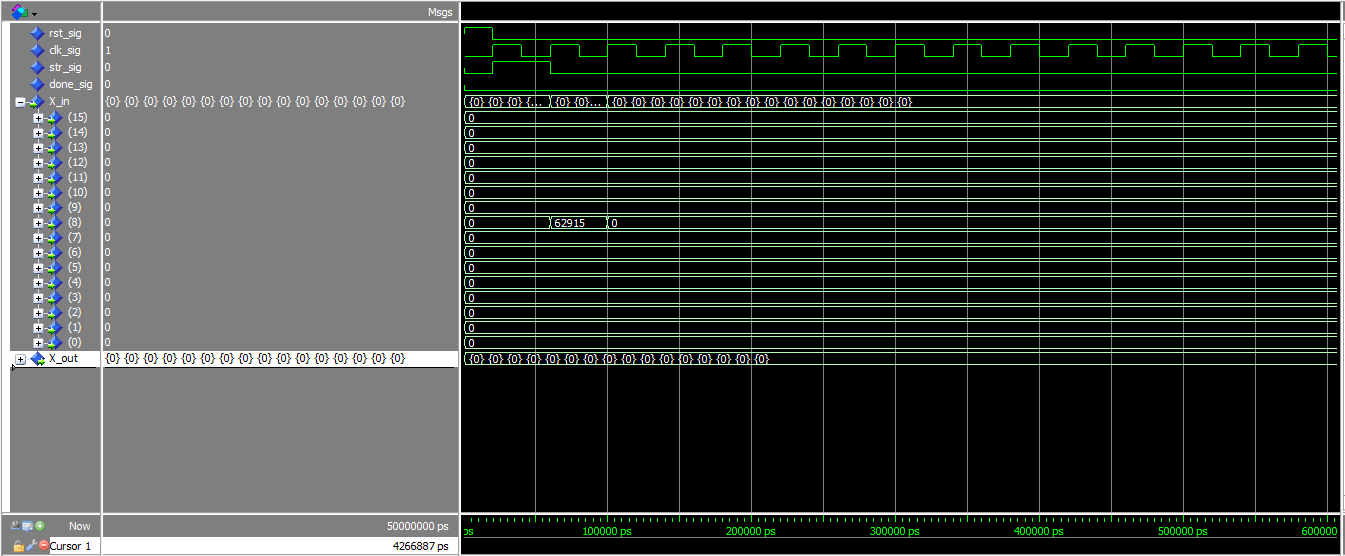 Msgs
rst_sig 0
clk_sig 1
str_sig 0
done_sig 0
X_in {0} {0} {0} {0} {0} {0} {0} {0} {0} {0} {0} {0} {0} {0} {0} {0} {0} {0} {0} {... {0} {0}... {0} {0} {0} {0} {0} {0} {0} {0} {0} {0} {0} {0} {0} {0} {0} {0}
(15) 0 0
(14) 0 0
(13) 0 0
(12) 0 0
(11) 0 0
(10) 0 0
(9) 0 0
(8) 0 0 62915 0
(7) 0 0
(6) 0 0
(5) 0 0
(4) 0 0
(3) 0 0
(2) 0 0
(1) 0 0
(0) 0 0
X_out {0} {0} {0} {0} {0} {0} {0} {0} {0} {0} {0} {0} {0} {0} {0} {0} {0} {0} {0} {0} {0} {0} {0} {0} {0} {0} {0} {0} {0} {0} {0} {0}
Now 50000000 ps ps 100000 ps 200000 ps 300000 ps 400000 ps 500000 ps 600000
Cursor 1 4266887 ps